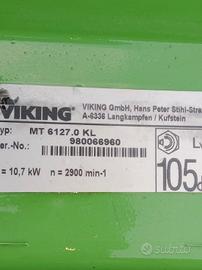 VIKING
VIKING GmbH, Hans Peter Stihl-Stra
A-6336 Langkampfen / Kufstein
yp: MT 6127.0 KL
er.-No.: 980066960
= 10,7 kW n = 2900 min-1
L
105
subito